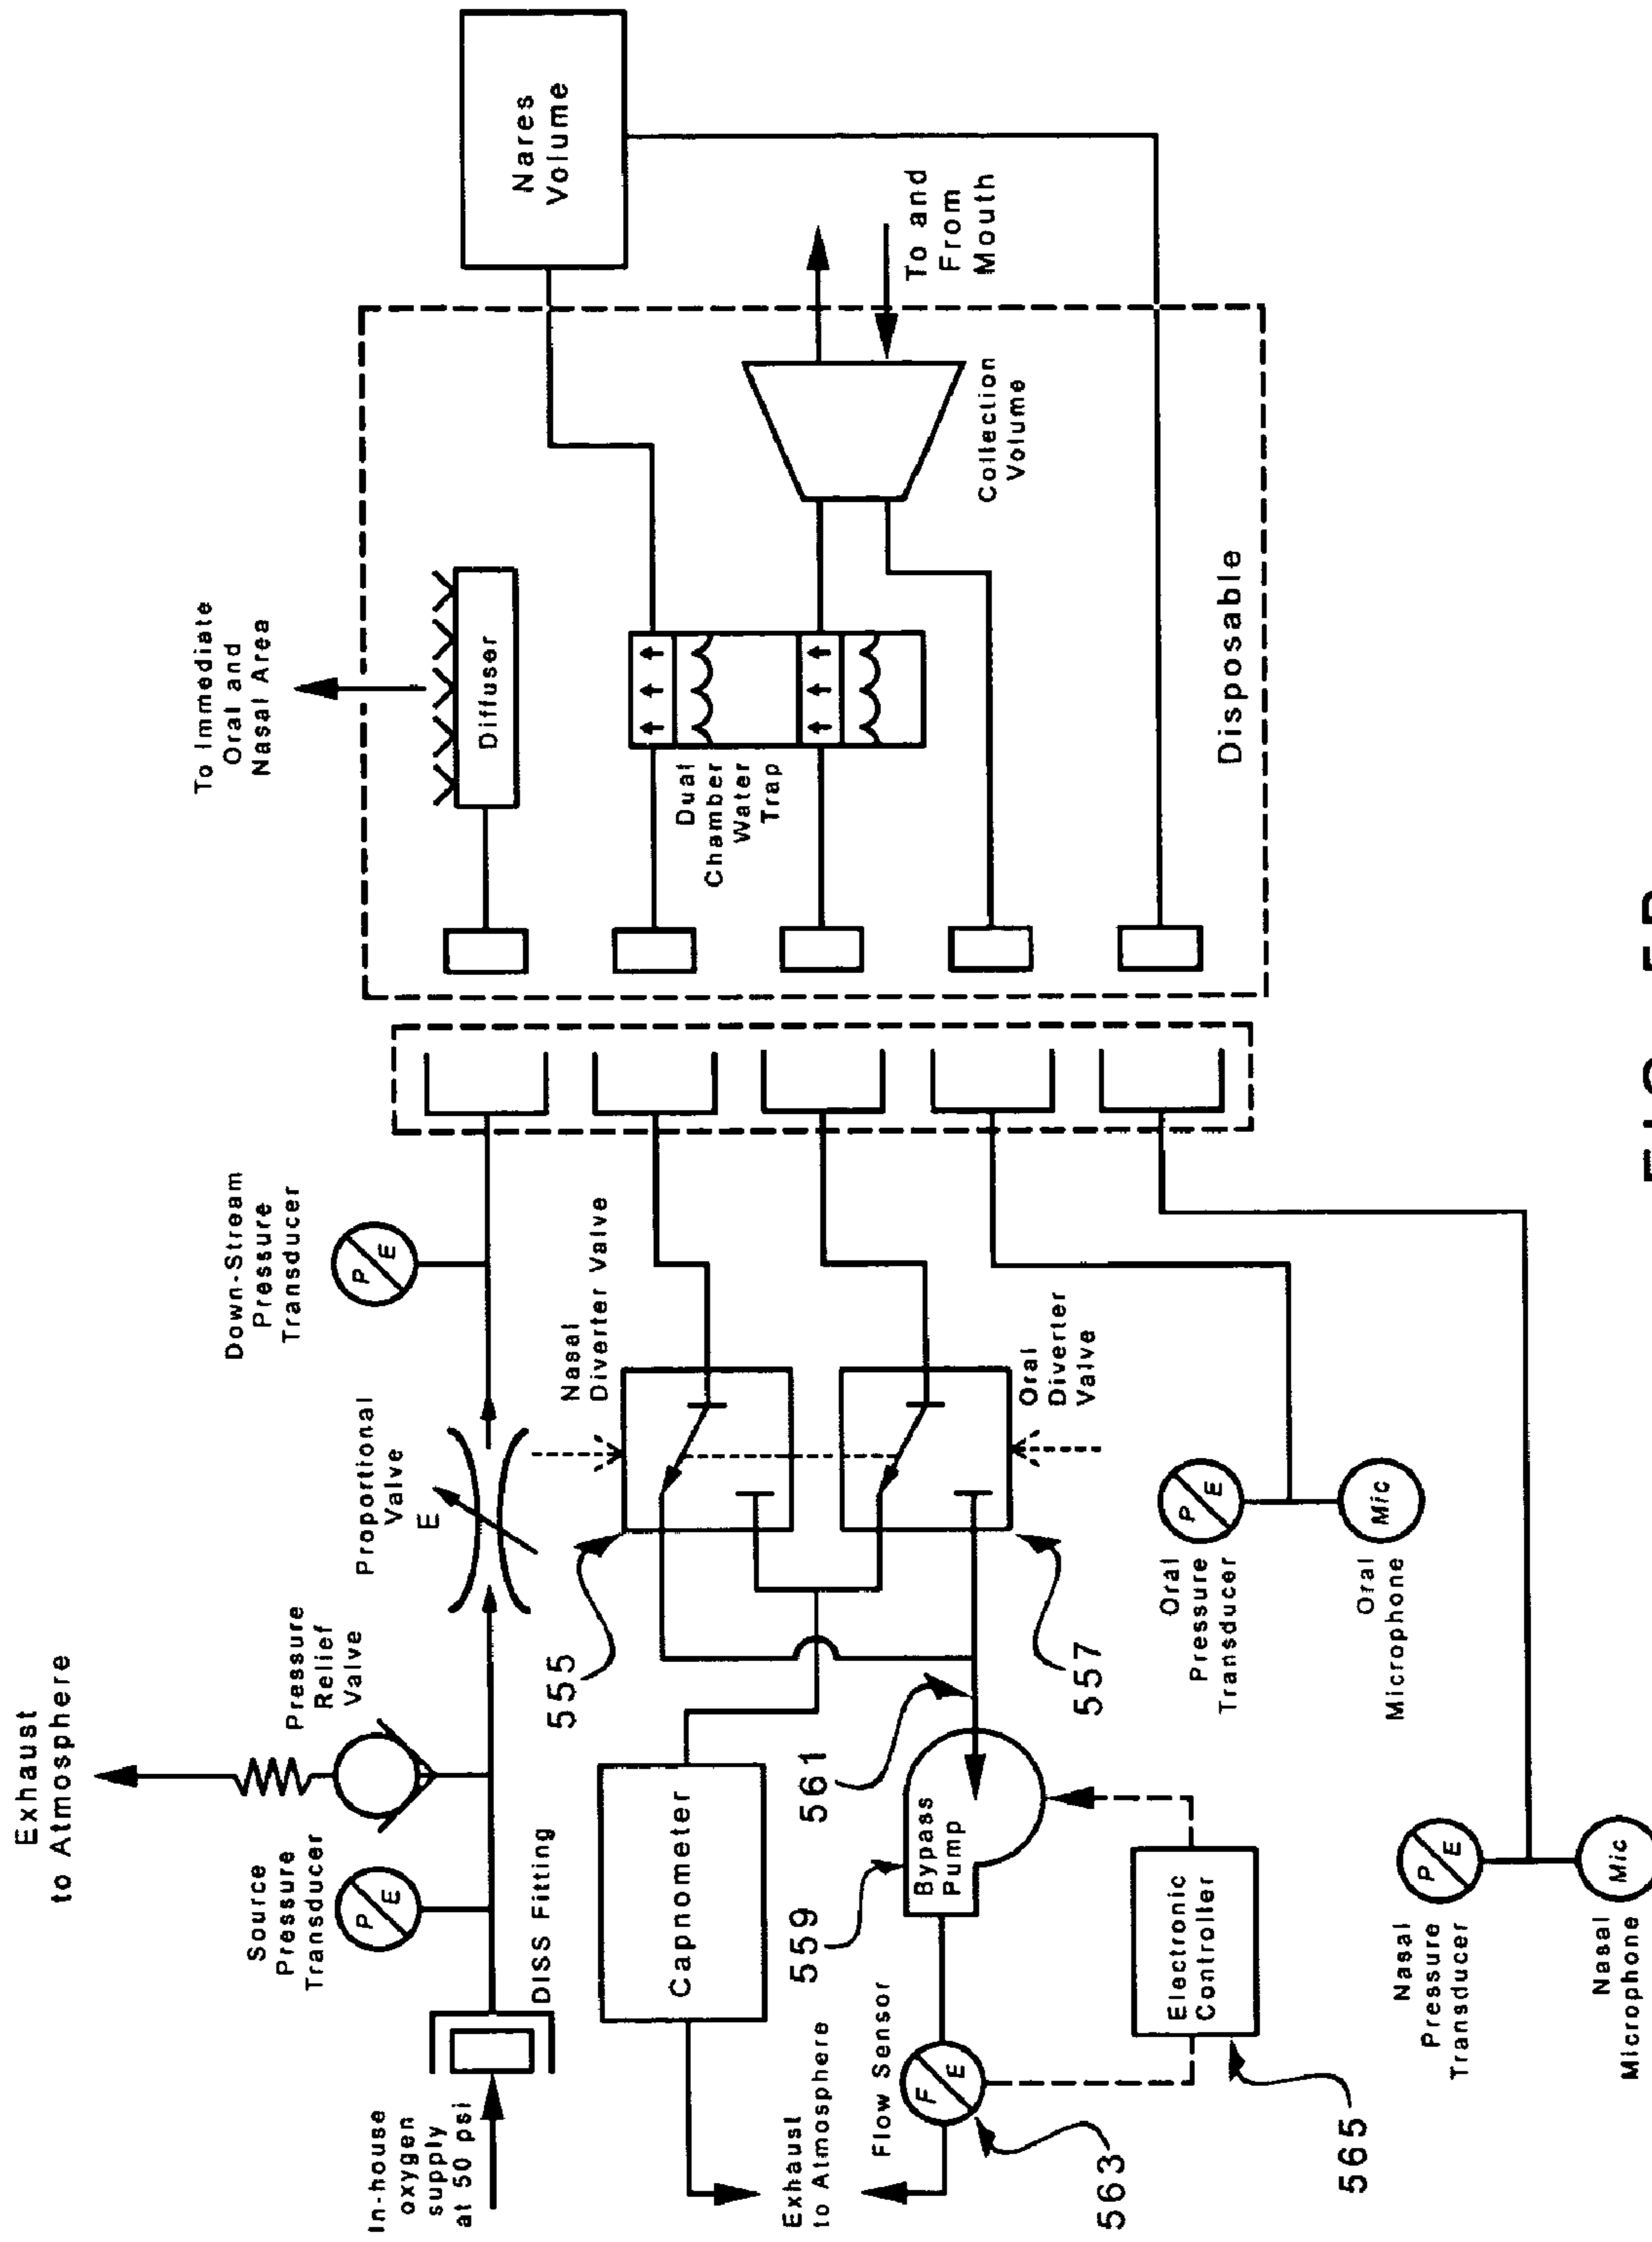 Exhaust
to Atmosphere
Source
Pressure
Transducer
P
E
Pressure
Relief
Valve
In-house
oxygen
supply
at 50 psi
DISS Fitting
Proportional
Valve
E
Down-Stream
Pressure
Transducer
P
E
To Immediate
Oral and
Nasal Area
Diffuser
Nares
Volume
555
Nasal
Diverter Valve
Oral
Diverter
Valve
557
Capnometer
561
559
Bypass
Pump
Flow Sensor
F
E
563
Exhaust
to Atmosphere
Electronic
Controller
565
Dual
Chamber
Water
Trap
Collection
Volume
To and
From
Mouth
Disposable
Oral
Pressure
Transducer
P
E
Oral
Microphone
Mic
Nasal
Pressure
Transducer
P
E
Nasal
Microphone
Mic